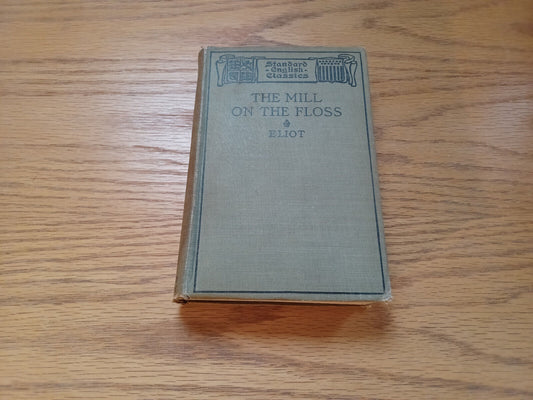 Standard
-English-
Classics
THE MILL
ON THE FLOSS
ELIOT